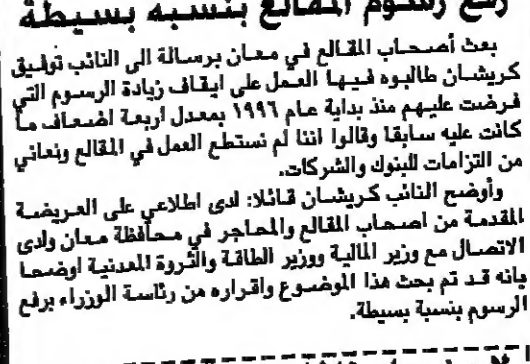 رفع رسوم المقالع بنسبه بسيطة
بعث أصحاب المقالع في معان برسالة الى النائب توفيق
كريشان طالبوه فيها العمل على ايقاف زيادة الرسوم التي
فرضت عليهم منذ بداية عام ١٩٩٦ بمعدل اربعة اضعاف ما
كانت عليه سابقا وقالوا اننا لم نستطع العمل في المقالع ونعاني
من التزامات للبنوك والشركات.
وأوضح النائب كريشان قائلا: لدى اطلاعي على العريضة
المقدمة من اصحاب المقالع والمحاجر في محافظة معان ولدى
الاتصال مع وزير المالية ووزير الطاقة والثروة المعدنية اوضحا
بانه قد تم بحث هذا الموضوع واقراره من رئاسة الوزراء برفع
الرسوم بنسبة بسيطة.